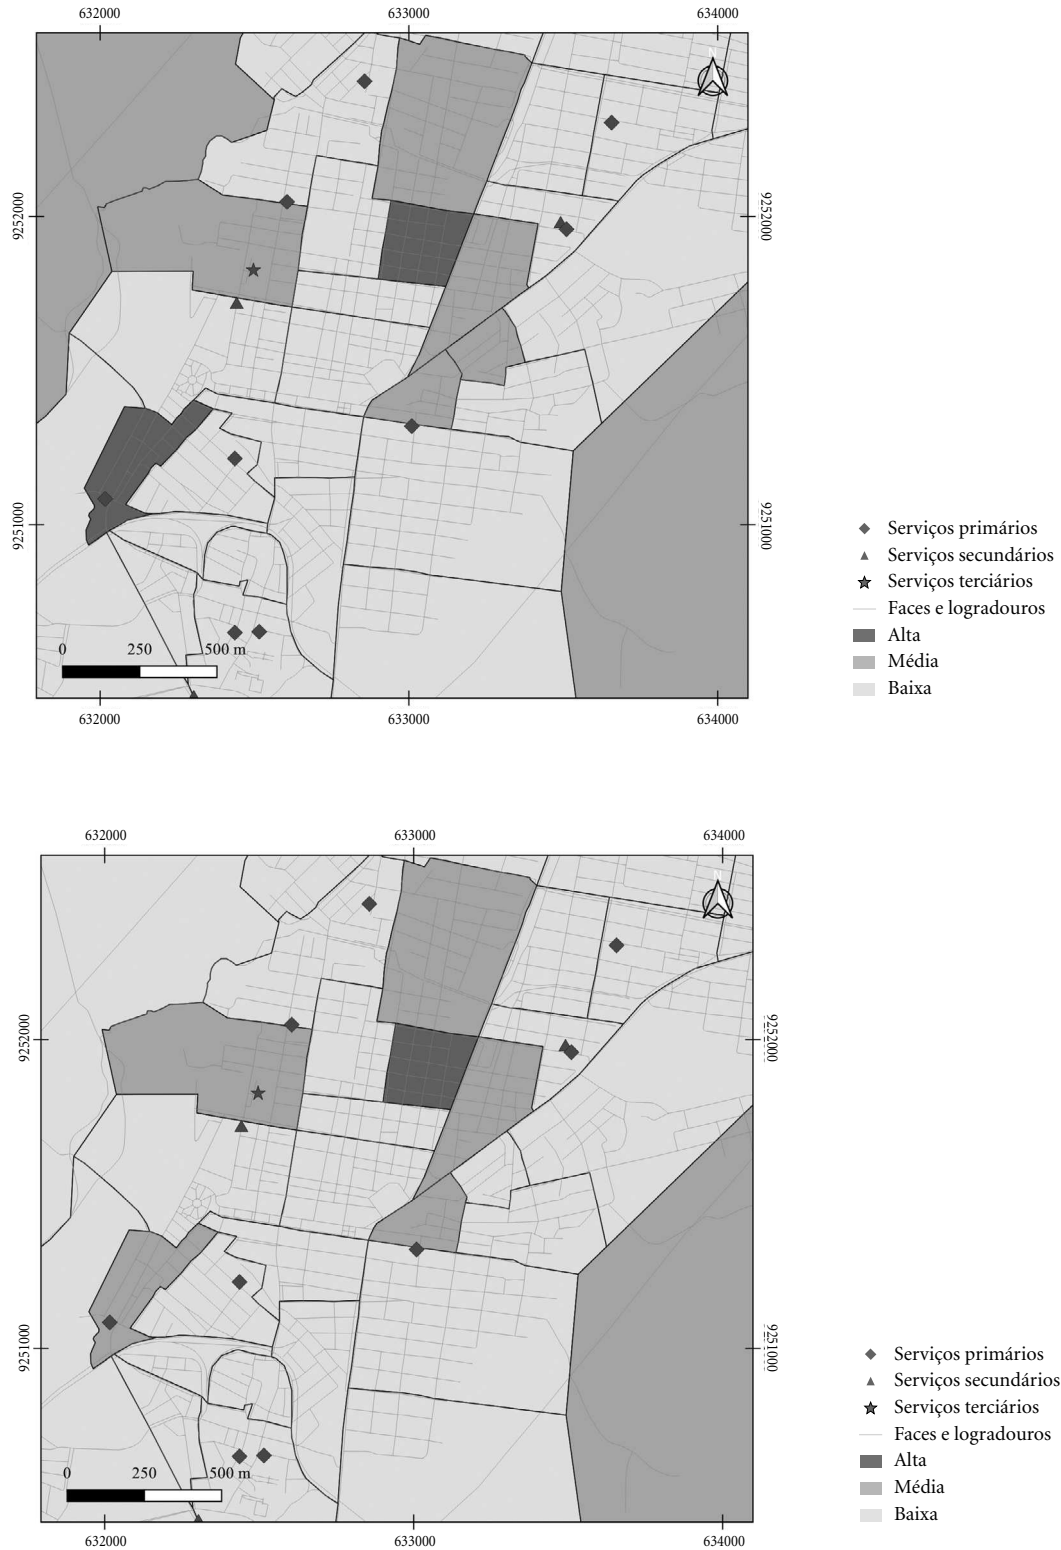 632000 633000 634000
N
9252000 9252000
9251000 9251000
Serviços primários
Serviços secundários
Serviços terciários
Faces e logradouros
Alta
Média
Baixa
0 250 500 m
632000 633000 634000
632000 633000 634000
N
9252000 9252000
9251000 9251000
Serviços primários
Serviços secundários
Serviços terciários
Faces e logradouros
Alta
Média
Baixa
0 250 500 m
632000 633000 634000